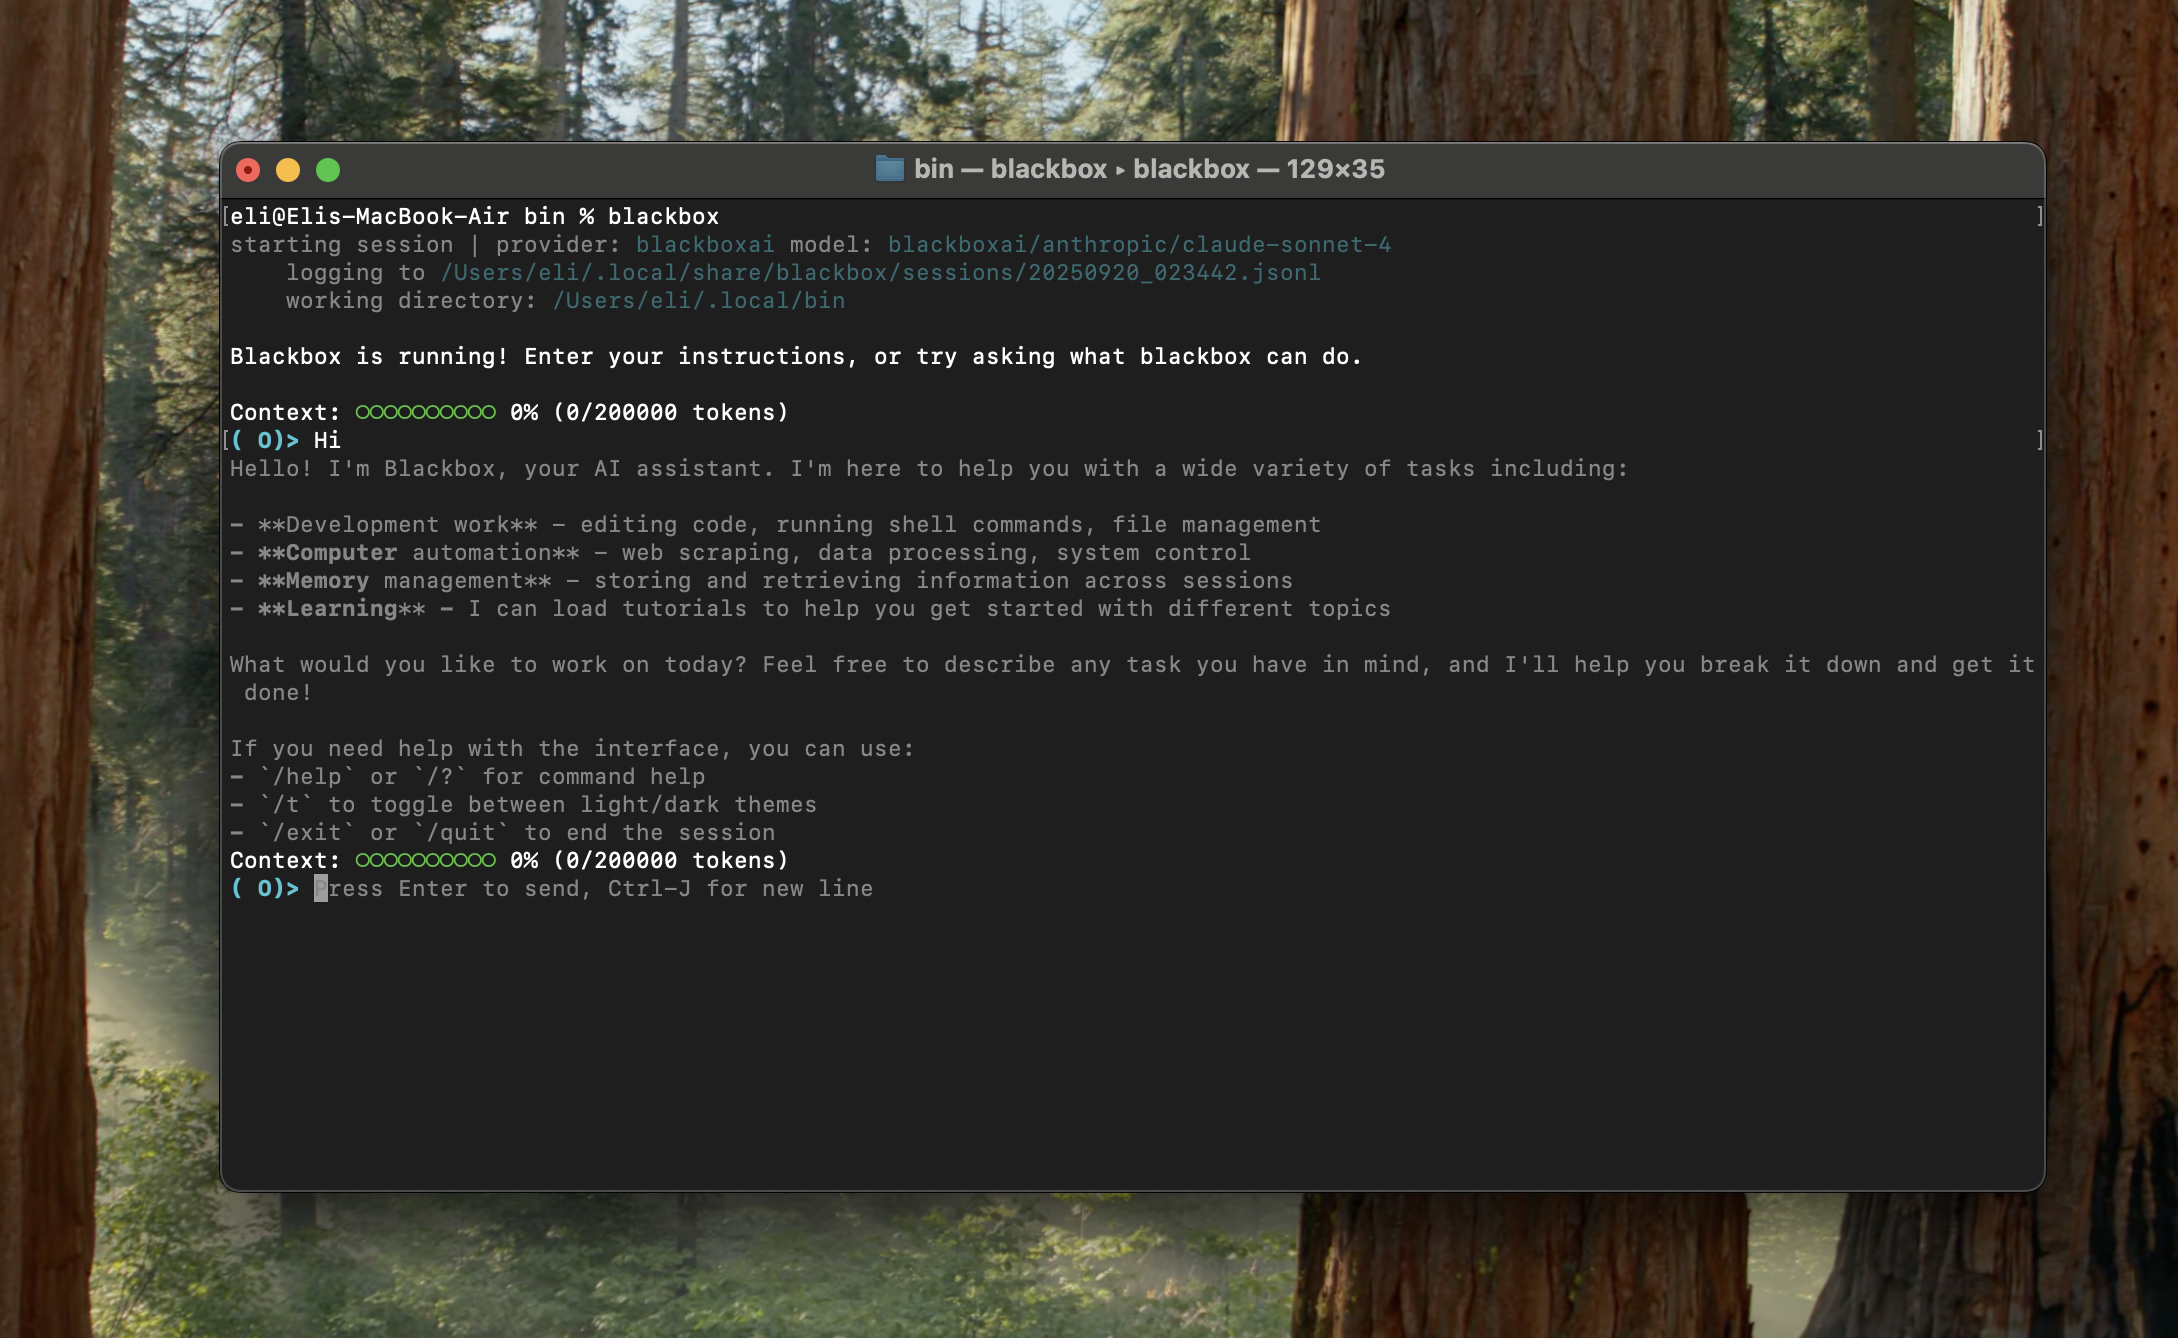 bin — blackbox ▸ blackbox — 129×35
[eli@Elis-MacBook-Air bin % blackbox ]
starting session | provider: blackboxai model: blackboxai/anthropic/claude-sonnet-4
    logging to /Users/eli/.local/share/blackbox/sessions/20250920_023442.jsonl
    working directory: /Users/eli/.local/bin
Blackbox is running! Enter your instructions, or try asking what blackbox can do.
Context: ○○○○○○○○○○ 0% (0/200000 tokens)
[( O)> Hi ]
Hello! I'm Blackbox, your AI assistant. I'm here to help you with a wide variety of tasks including:
- **Development work** - editing code, running shell commands, file management
- **Computer automation** - web scraping, data processing, system control
- **Memory management** - storing and retrieving information across sessions
- **Learning** - I can load tutorials to help you get started with different topics
What would you like to work on today? Feel free to describe any task you have in mind, and I'll help you break it down and get it
 done!
If you need help with the interface, you can use:
- `/help` or `/?` for command help
- `/t` to toggle between light/dark themes
- `/exit` or `/quit` to end the session
Context: ○○○○○○○○○○ 0% (0/200000 tokens)
( O)> Press Enter to send, Ctrl-J for new line